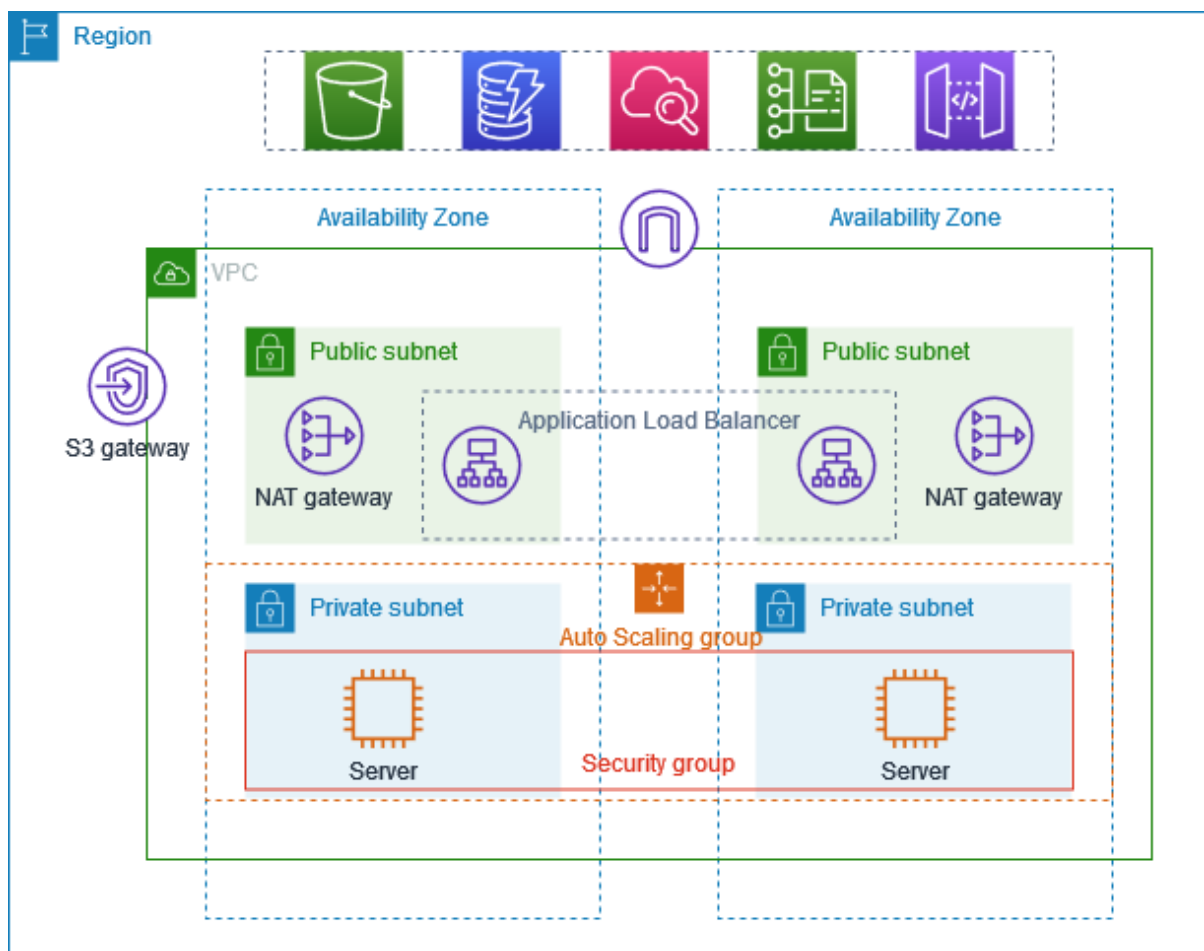 Region
</>
Availability Zone
Availability Zone
VPC
Public subnet
Public subnet
Application Load Balancer
S3 gateway
NAT gateway
NAT gateway
Private subnet
Private subnet
Auto Scaling group
Security group
Server
Server